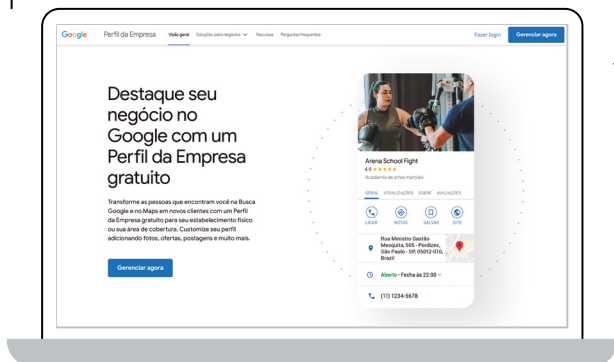 Google Perfil da Empresa Visão geral Soluções para negócios Recursos Perguntas frequentes Fazer login Gerenciar agora
Destaque seu
negócio no
Google com um
Perfil da Empresa
gratuito
Transforme as pessoas que encontram você na Busca
Google e no Maps em novos clientes com um Perfil
da Empresa gratuito para seu estabelecimento físico
ou sua área de cobertura. Customize seu perfil
adicionando fotos, ofertas, postagens e muito mais.
Gerenciar agora
Arena School Fight
4.9
Academia de artes marciais
GERAL ATUALIZAÇÕES SOBRE AVALIAÇÕES
LIGAR ROTAS SALVAR SITE
Rua Ministro Gastão
Mesquita, 505 - Perdizes,
São Paulo - SP, 05012-010,
Brazil
Aberto · Fecha às 22:00
(11) 1234-5678